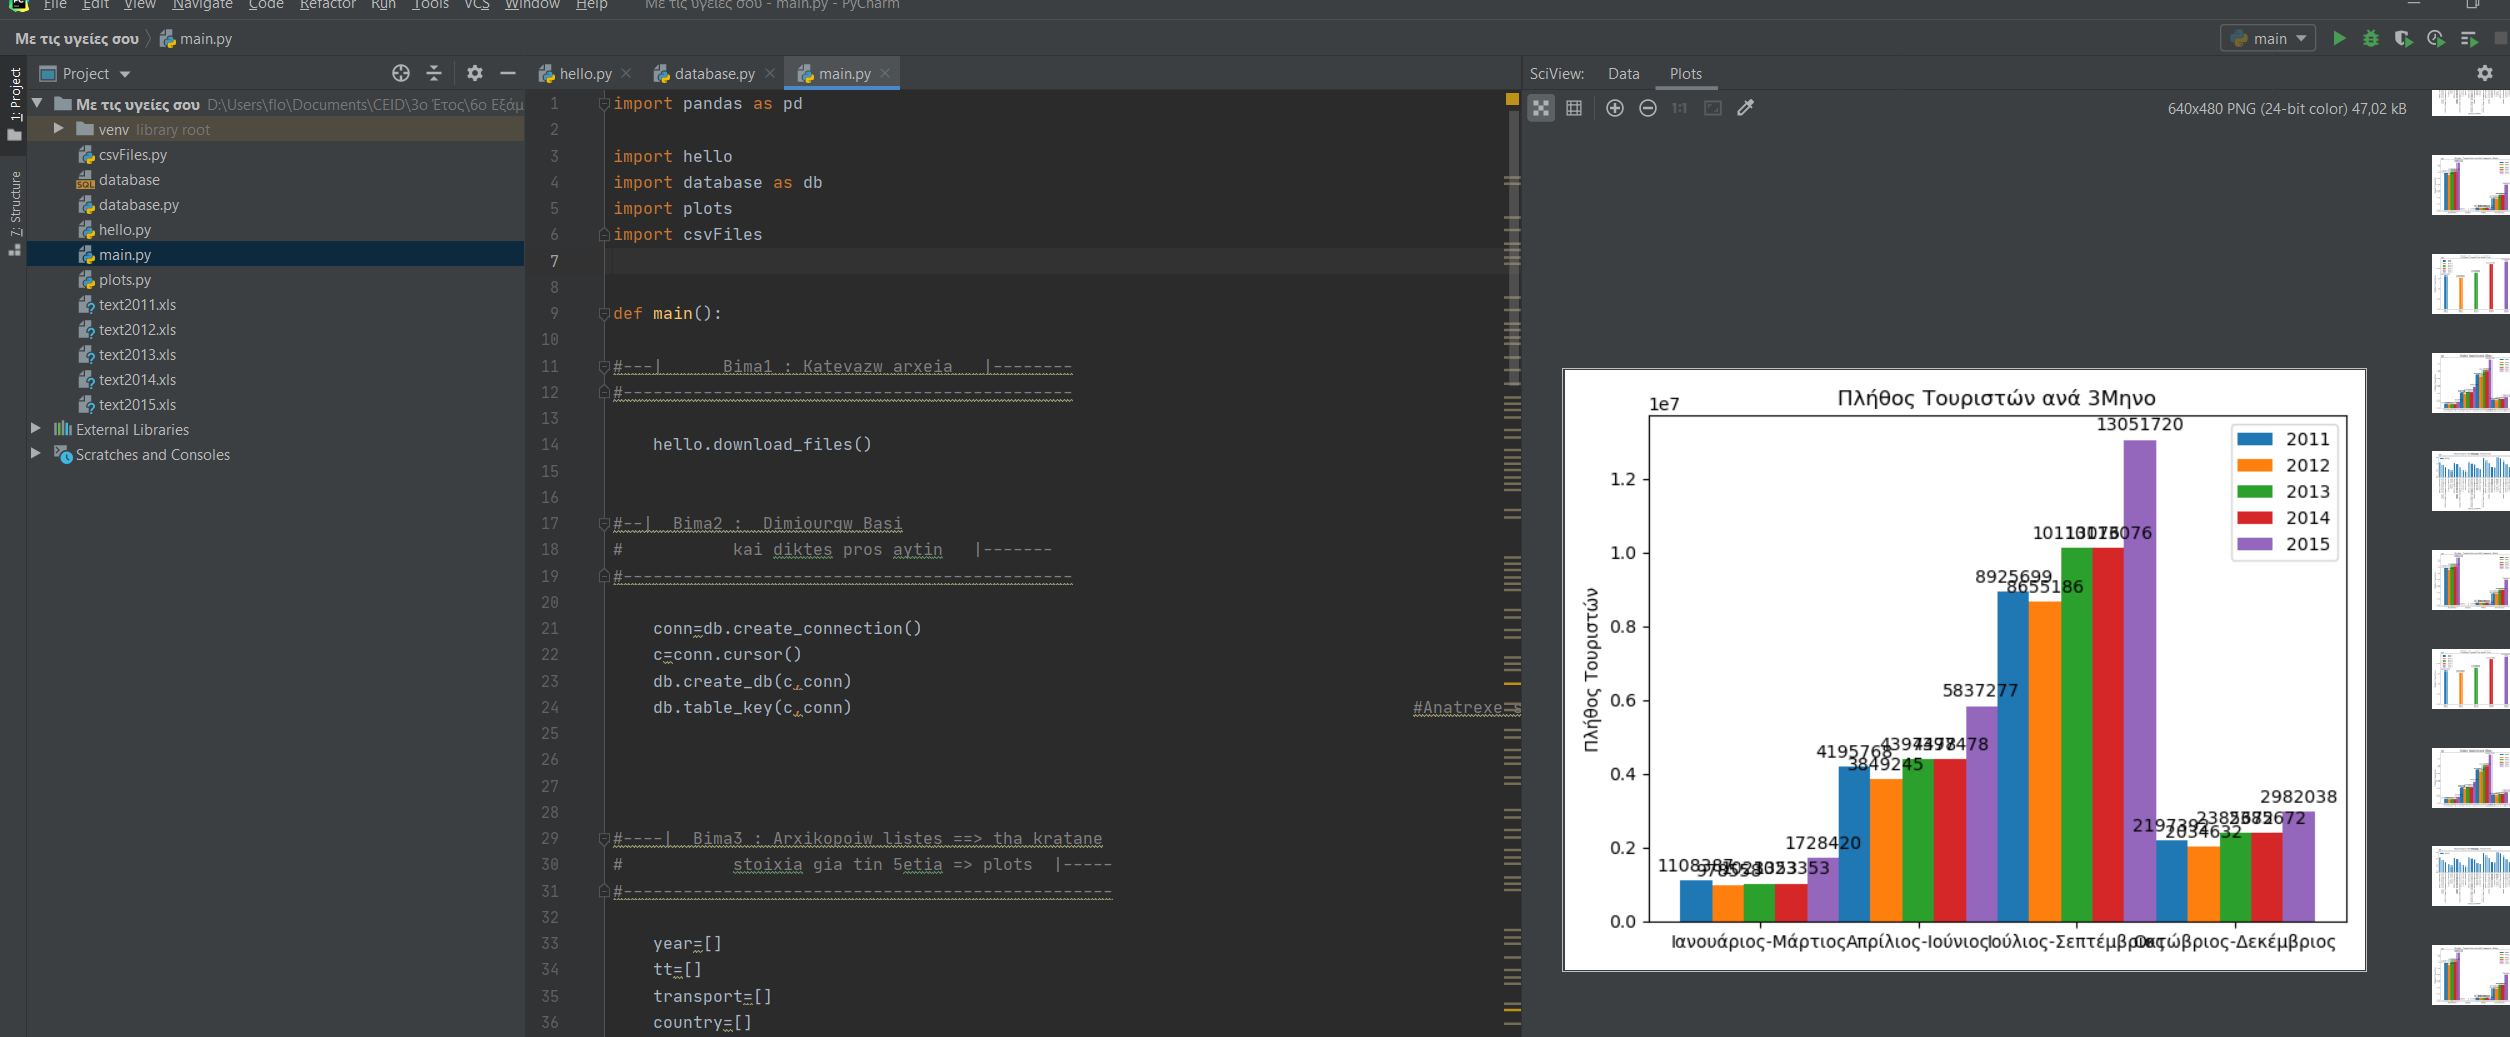 File Edit View Navigate Code Refactor Run Tools VCS Window Help Με τις υγείες σου - main.py - PyCharm
Με τις υγείες σου main.py
main
1: Project
7: Structure
Project
Με τις υγείες σου D:\Users\flo\Documents\CEID\3ο Έτος\6ο Εξάμ
venv library root
csvFiles.py
database
database.py
hello.py
main.py
plots.py
text2011.xls
text2012.xls
text2013.xls
text2014.xls
text2015.xls
External Libraries
Scratches and Consoles
hello.py database.py main.py
1 import pandas as pd
2
3 import hello
4 import database as db
5 import plots
6 import csvFiles
7
8
9 def main():
10
11 #---| Bima1 : Katevazw arxeia |--------
12 #---------------------------------------------
13
14 hello.download_files()
15
16
17 #--| Bima2 : Dimiourgw Basi
18 # kai diktes pros aytin |-------
19 #---------------------------------------------
20
21 conn=db.create_connection()
22 c=conn.cursor()
23 db.create_db(c,conn)
24 db.table_key(c,conn) #Anatrexe s
25
26
27
28
29 #----| Bima3 : Arxikopoiw listes ==> tha kratane
30 # stoixia gia tin 5etia => plots |-----
31 #-------------------------------------------------
32
33 year=[]
34 tt=[]
35 transport=[]
36 country=[]
SciView: Data Plots
1:1
640x480 PNG (24-bit color) 47,02 kB
Πλήθος Τουριστών ανά 3Μηνο
1e7
Πλήθος Τουριστών
1.2
1.0
0.8
0.6
0.4
0.2
0.0
2011
2012
2013
2014
2015
13051720
8925699
8655186
5837277
4195768
3849245
1728420
1108387
2982038
2034632
Ιανουάριος-Μάρτιος
Απρίλιος-Ιούνιος
Ιούλιος-Σεπτέμβριος
Οκτώβριος-Δεκέμβριος